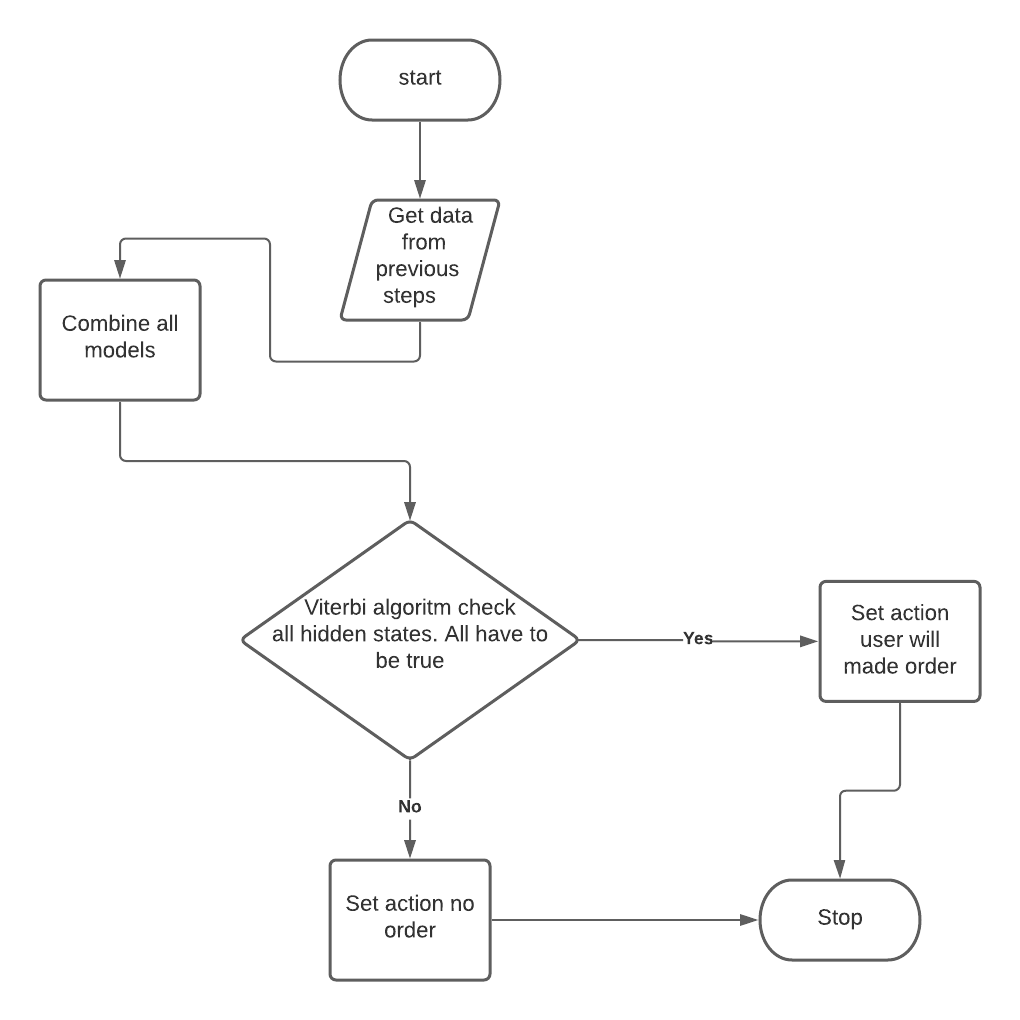 start
Get data
from
previous
steps
Combine all
models
Viterbi algoritm check
all hidden states. All have to
be true
Yes
Set action
user will
made order
No
Set action no
order
Stop